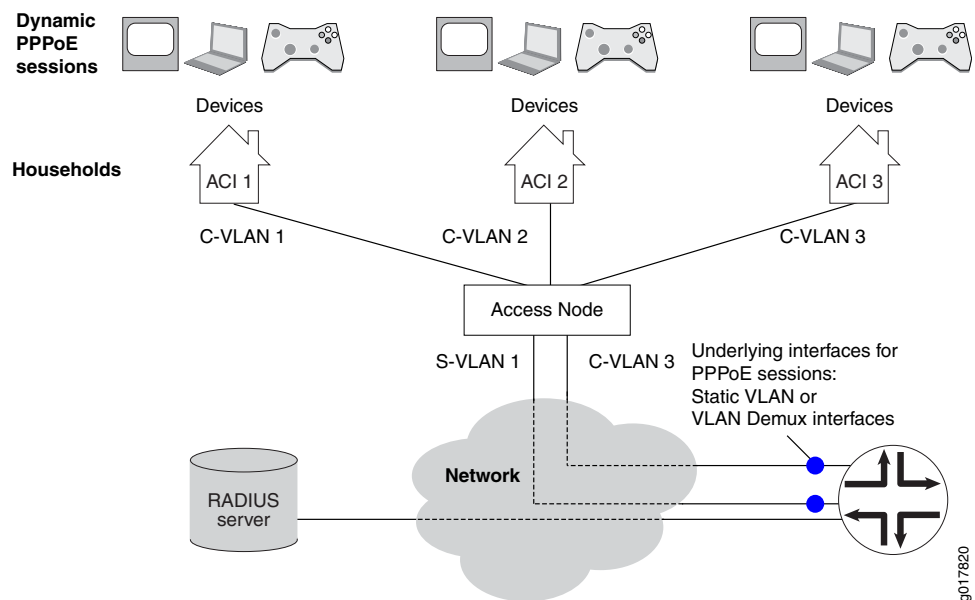 Dynamic
PPPoE
sessions
Devices
Devices
Devices
Households
ACI 1
ACI 2
ACI 3
C-VLAN 1
C-VLAN 2
C-VLAN 3
Access Node
S-VLAN 1
C-VLAN 3
Underlying interfaces for
PPPoE sessions:
Static VLAN or
VLAN Demux interfaces
Network
RADIUS
server
g017820